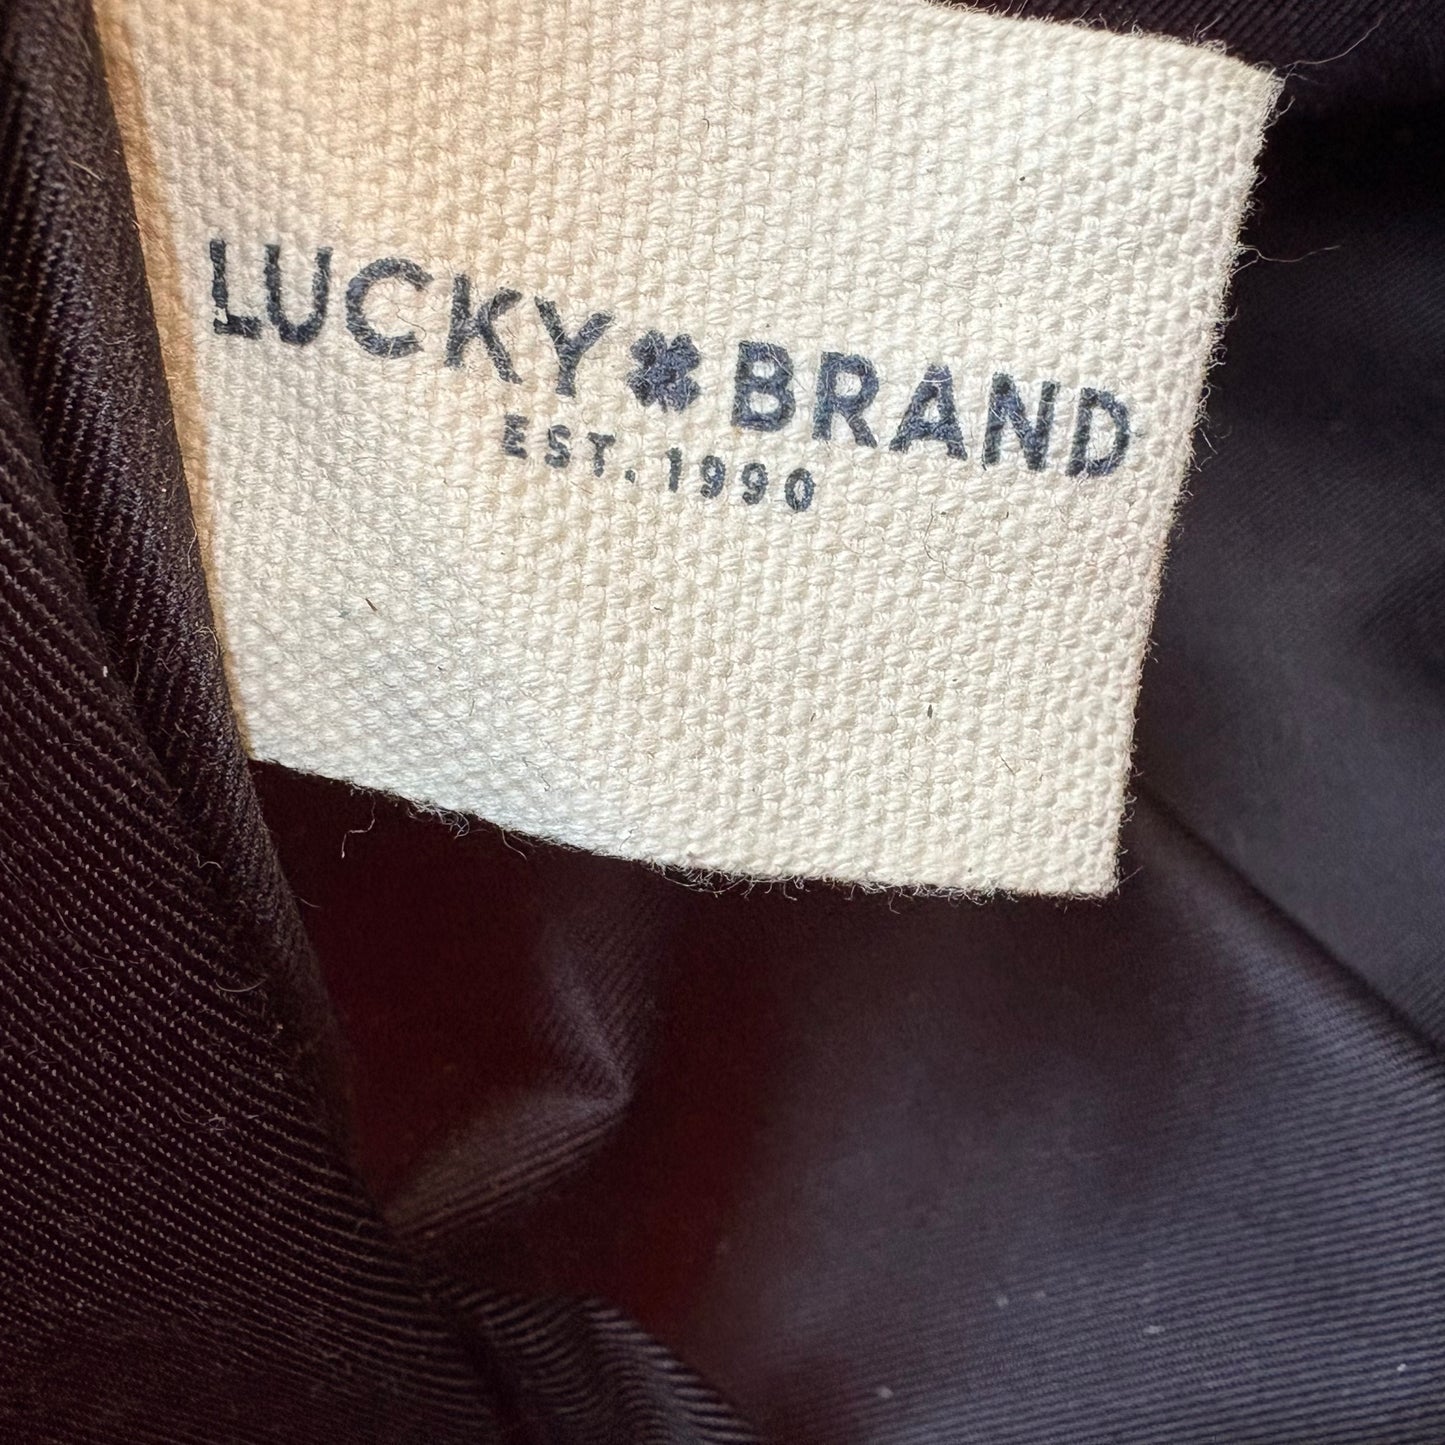 LUCKY BRAND
EST. 1990